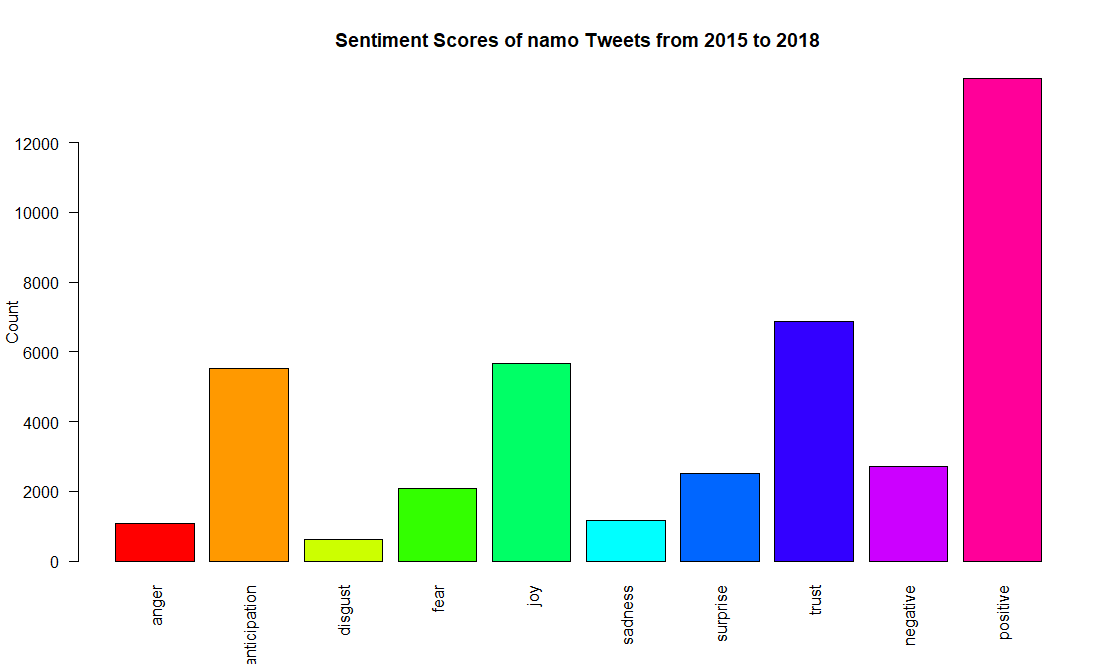 Sentiment Scores of namo Tweets from 2015 to 2018
Count
12000
10000
8000
6000
4000
2000
0
anger
anticipation
disgust
fear
joy
sadness
surprise
trust
negative
positive